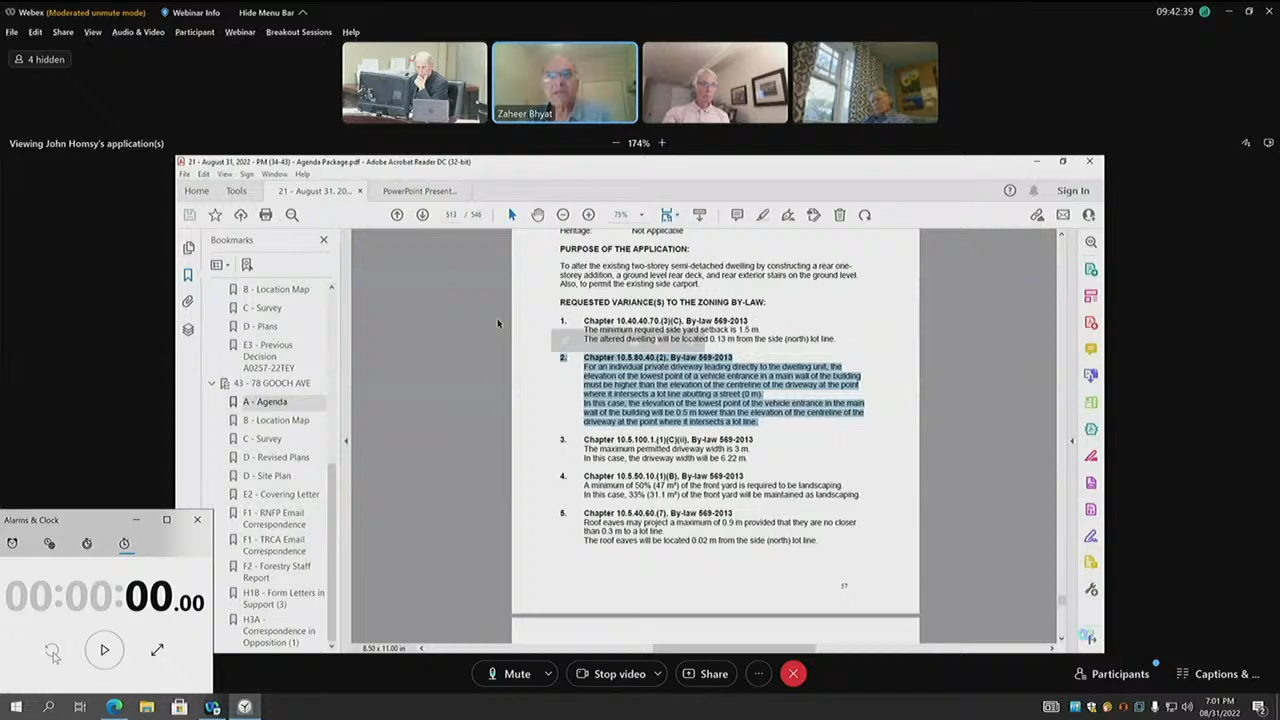 Webex (Moderated unmute mode) Webinar Info Hide Menu Bar 09:42:39
File Edit Share View Audio & Video Participant Webinar Breakout Sessions Help
4 hidden
Zaheer Bhyat
Viewing John Homsy's application(s)
174%
21 - August 31, 2022 - PM (34-43) - Agenda Package.pdf - Adobe Acrobat Reader DC (32-bit)
File Edit View Sign Window Help
Home Tools 21 - August 31, 20... × PowerPoint Present... Sign In
513 / 546 75%
Bookmarks
B - Location Map
C - Survey
D - Plans
E3 - Previous
Decision
A0257-22TEY
43 - 78 GOOCH AVE
A - Agenda
B - Location Map
C - Survey
D - Revised Plans
D - Site Plan
E2 - Covering Letter
F1 - RNFP Email
Correspondence
F1 - TRCA Email
Correspondence
F2 - Forestry Staff
Report
H1B - Form Letters in
Support (3)
H3A -
Correspondence in
Opposition (1)
Heritage: Not Applicable
PURPOSE OF THE APPLICATION:
To alter the existing two-storey semi-detached dwelling by constructing a rear one-
storey addition, a ground level rear deck, and rear exterior stairs on the ground level.
Also, to permit the existing side carport.
REQUESTED VARIANCE(S) TO THE ZONING BY-LAW:
1. Chapter 10.40.40.70.(3)(C), By-law 569-2013
The minimum required side yard setback is 1.5 m.
The altered dwelling will be located 0.13 m from the side (north) lot line.
2. Chapter 10.5.80.40.(2), By-law 569-2013
For an individual private driveway leading directly to the dwelling unit, the
elevation of the lowest point of a vehicle entrance in a main wall of the building
must be higher than the elevation of the centreline of the driveway at the point
where it intersects a lot line abutting a street (0 m).
In this case, the elevation of the lowest point of the vehicle entrance in the main
wall of the building will be 0.5 m lower than the elevation of the centreline of the
driveway at the point where it intersects a lot line.
3. Chapter 10.5.100.1.(1)(C)(ii), By-law 569-2013
The maximum permitted driveway width is 3 m.
In this case, the driveway width will be 6.22 m.
4. Chapter 10.5.50.10.(1)(B), By-law 569-2013
A minimum of 50% (47 m²) of the front yard is required to be landscaping.
In this case, 33% (31.1 m²) of the front yard will be maintained as landscaping.
5. Chapter 10.5.40.60.(7), By-law 569-2013
Roof eaves may project a maximum of 0.9 m provided that they are no closer
than 0.3 m to a lot line.
The roof eaves will be located 0.02 m from the side (north) lot line.
57
8.50 x 11.00 in
Alarms & Clock
00:00:00.00
Mute Stop video Share Participants Captions & ...
7:01 PM
08/31/2022